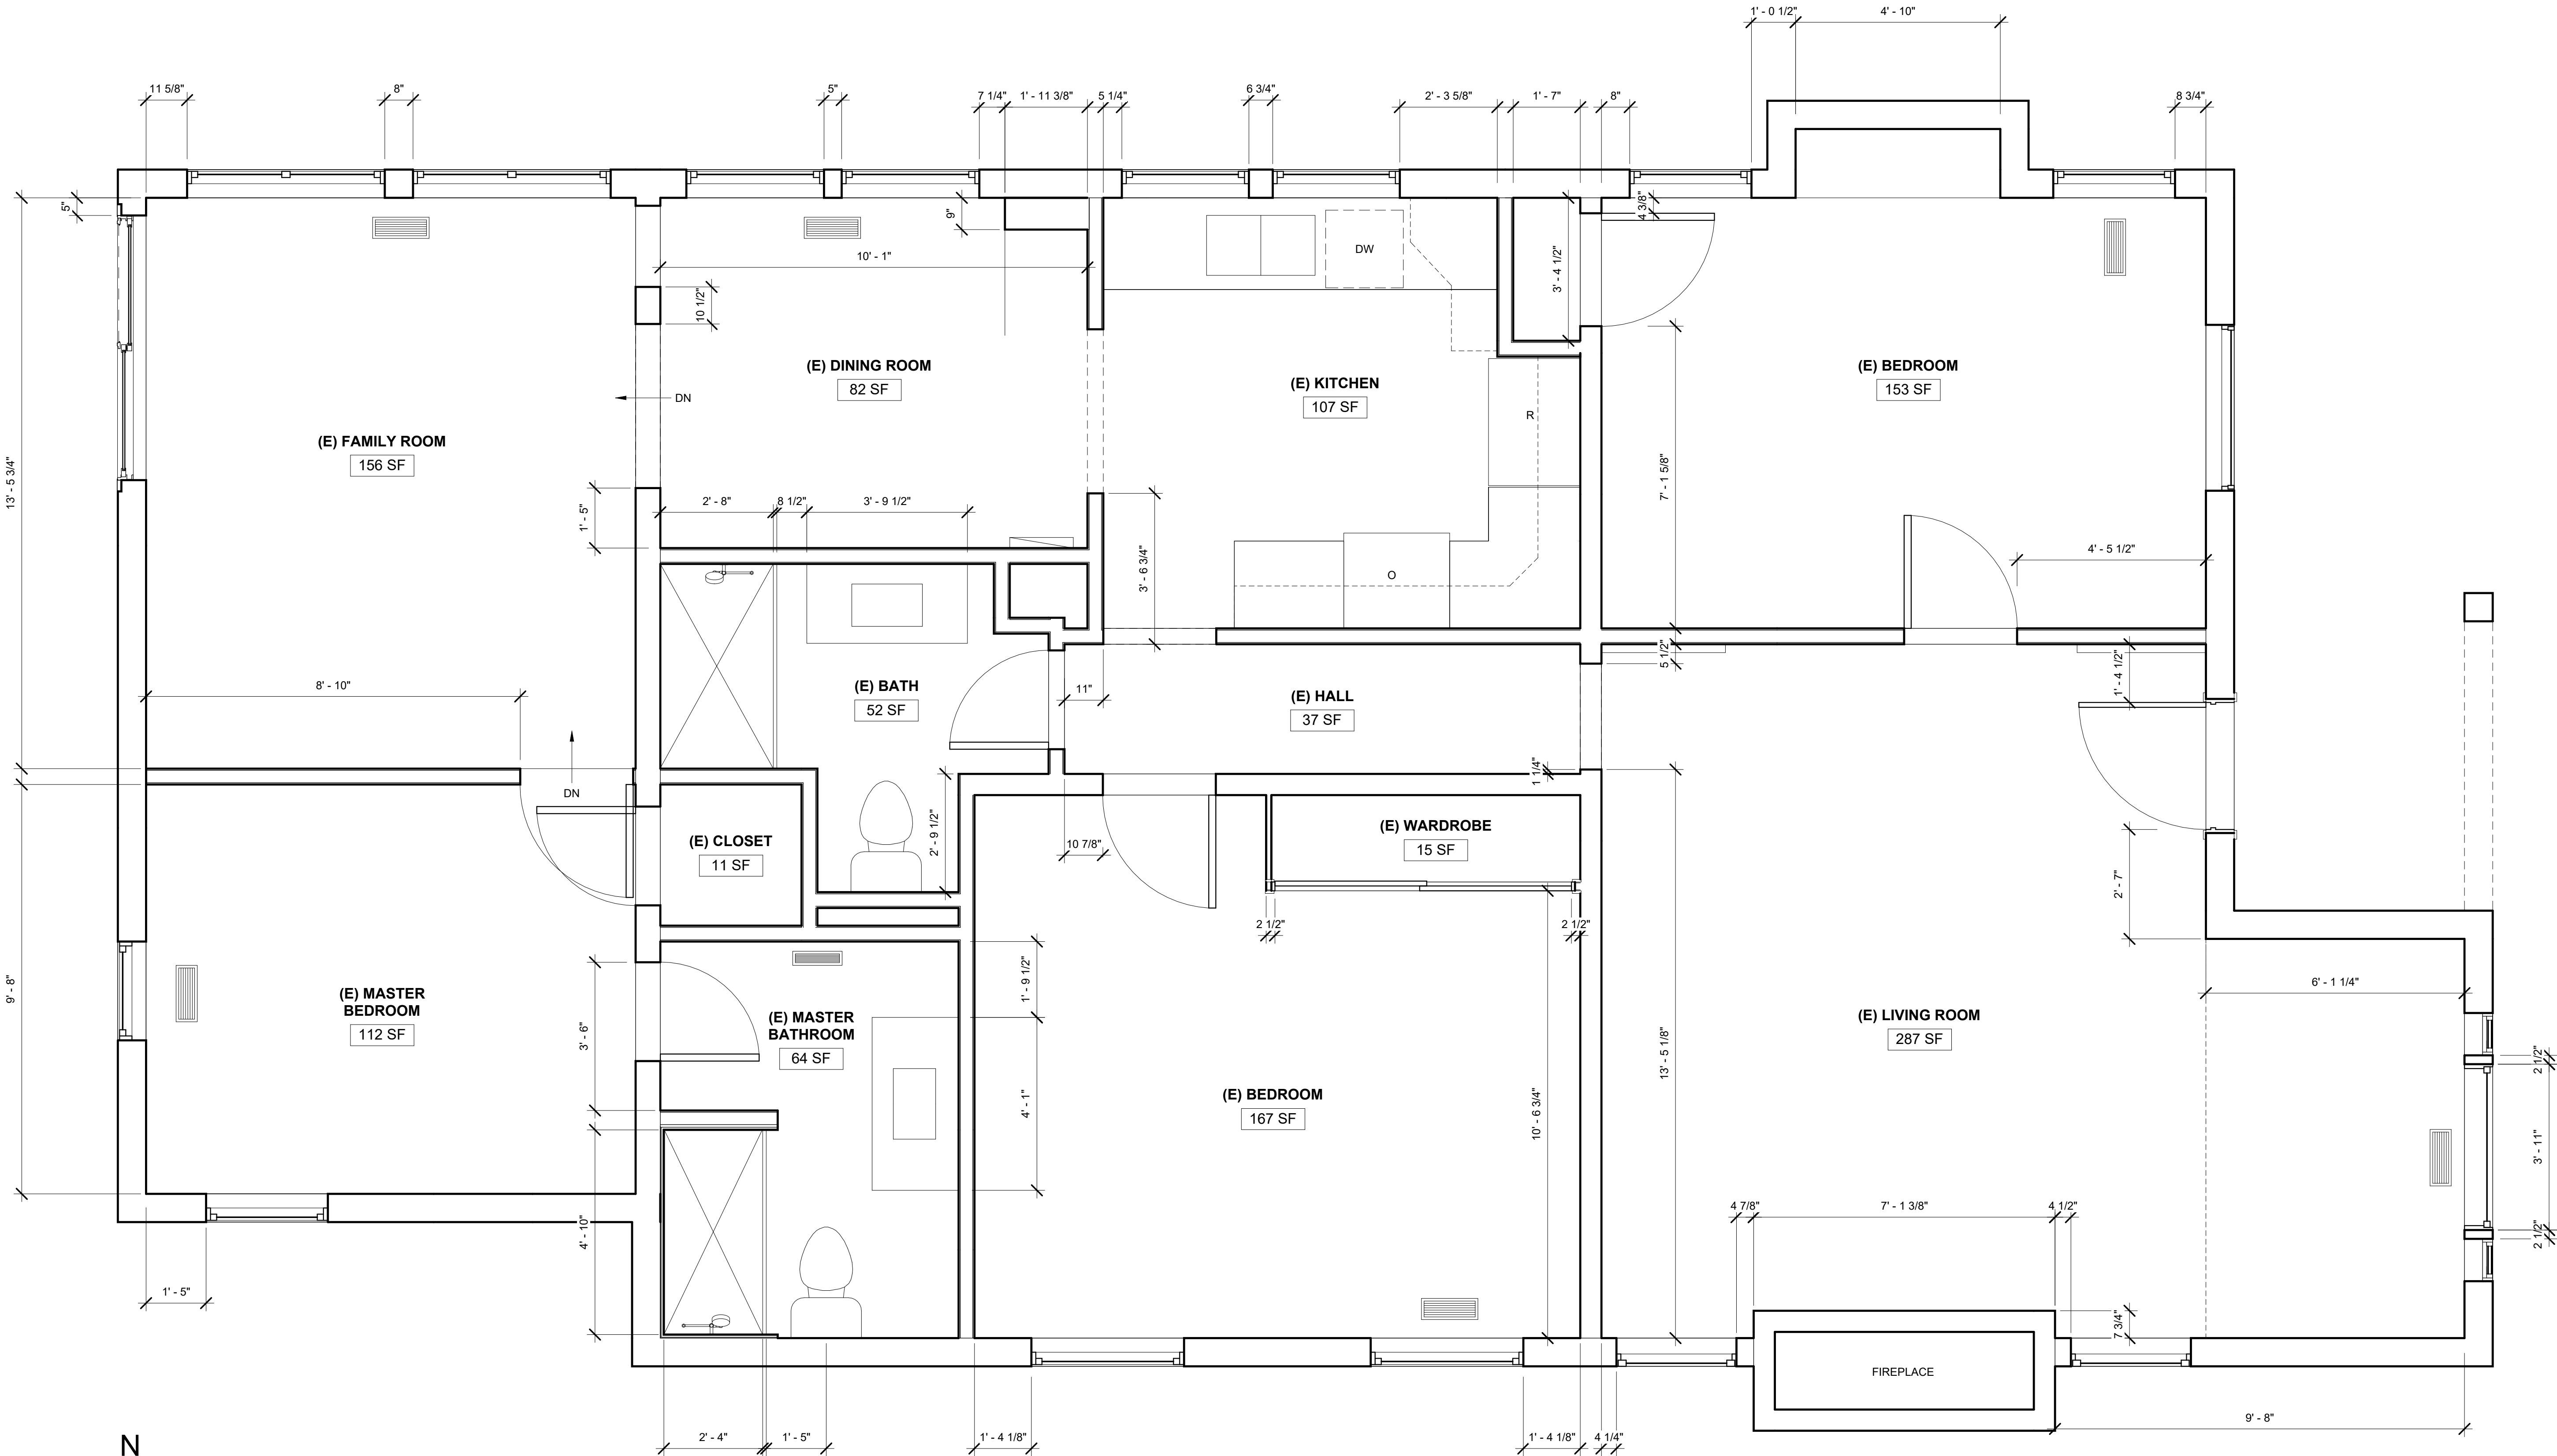 1' - 0 1/2"
4' - 10"
11 5/8"
8"
5"
7 1/4"
1' - 11 3/8"
5 1/4"
6 3/4"
2' - 3 5/8"
1' - 7"
8"
8 3/4"
5"
9"
4 3/8"
DW
10' - 1"
3' - 4 1/2"
10 1/2"
(E) DINING ROOM
82 SF
(E) KITCHEN
107 SF
(E) BEDROOM
153 SF
DN
R
(E) FAMILY ROOM
156 SF
13' - 5 3/4"
7' - 1 5/8"
2' - 8"
8 1/2"
3' - 9 1/2"
1' - 5"
4' - 5 1/2"
3' - 6 3/4"
O
5 1/2"
1' - 4 1/2"
8' - 10"
(E) BATH
52 SF
11"
(E) HALL
37 SF
1 1/4"
DN
(E) CLOSET
11 SF
2' - 9 1/2"
10 7/8"
(E) WARDROBE
15 SF
2' - 7"
2 1/2"
2 1/2"
9' - 8"
(E) MASTER
BEDROOM
112 SF
1' - 9 1/2"
6' - 1 1/4"
3' - 6"
(E) MASTER
BATHROOM
64 SF
13' - 5 1/8"
(E) LIVING ROOM
287 SF
2 1/2"
4' - 1"
(E) BEDROOM
167 SF
10' - 6 3/4"
3' - 11"
4' - 10"
4 7/8"
7' - 1 3/8"
4 1/2"
2 1/2"
1' - 5"
7 3/4"
FIREPLACE
9' - 8"
N
2' - 4"
1' - 5"
1' - 4 1/8"
1' - 4 1/8"
4 1/4"